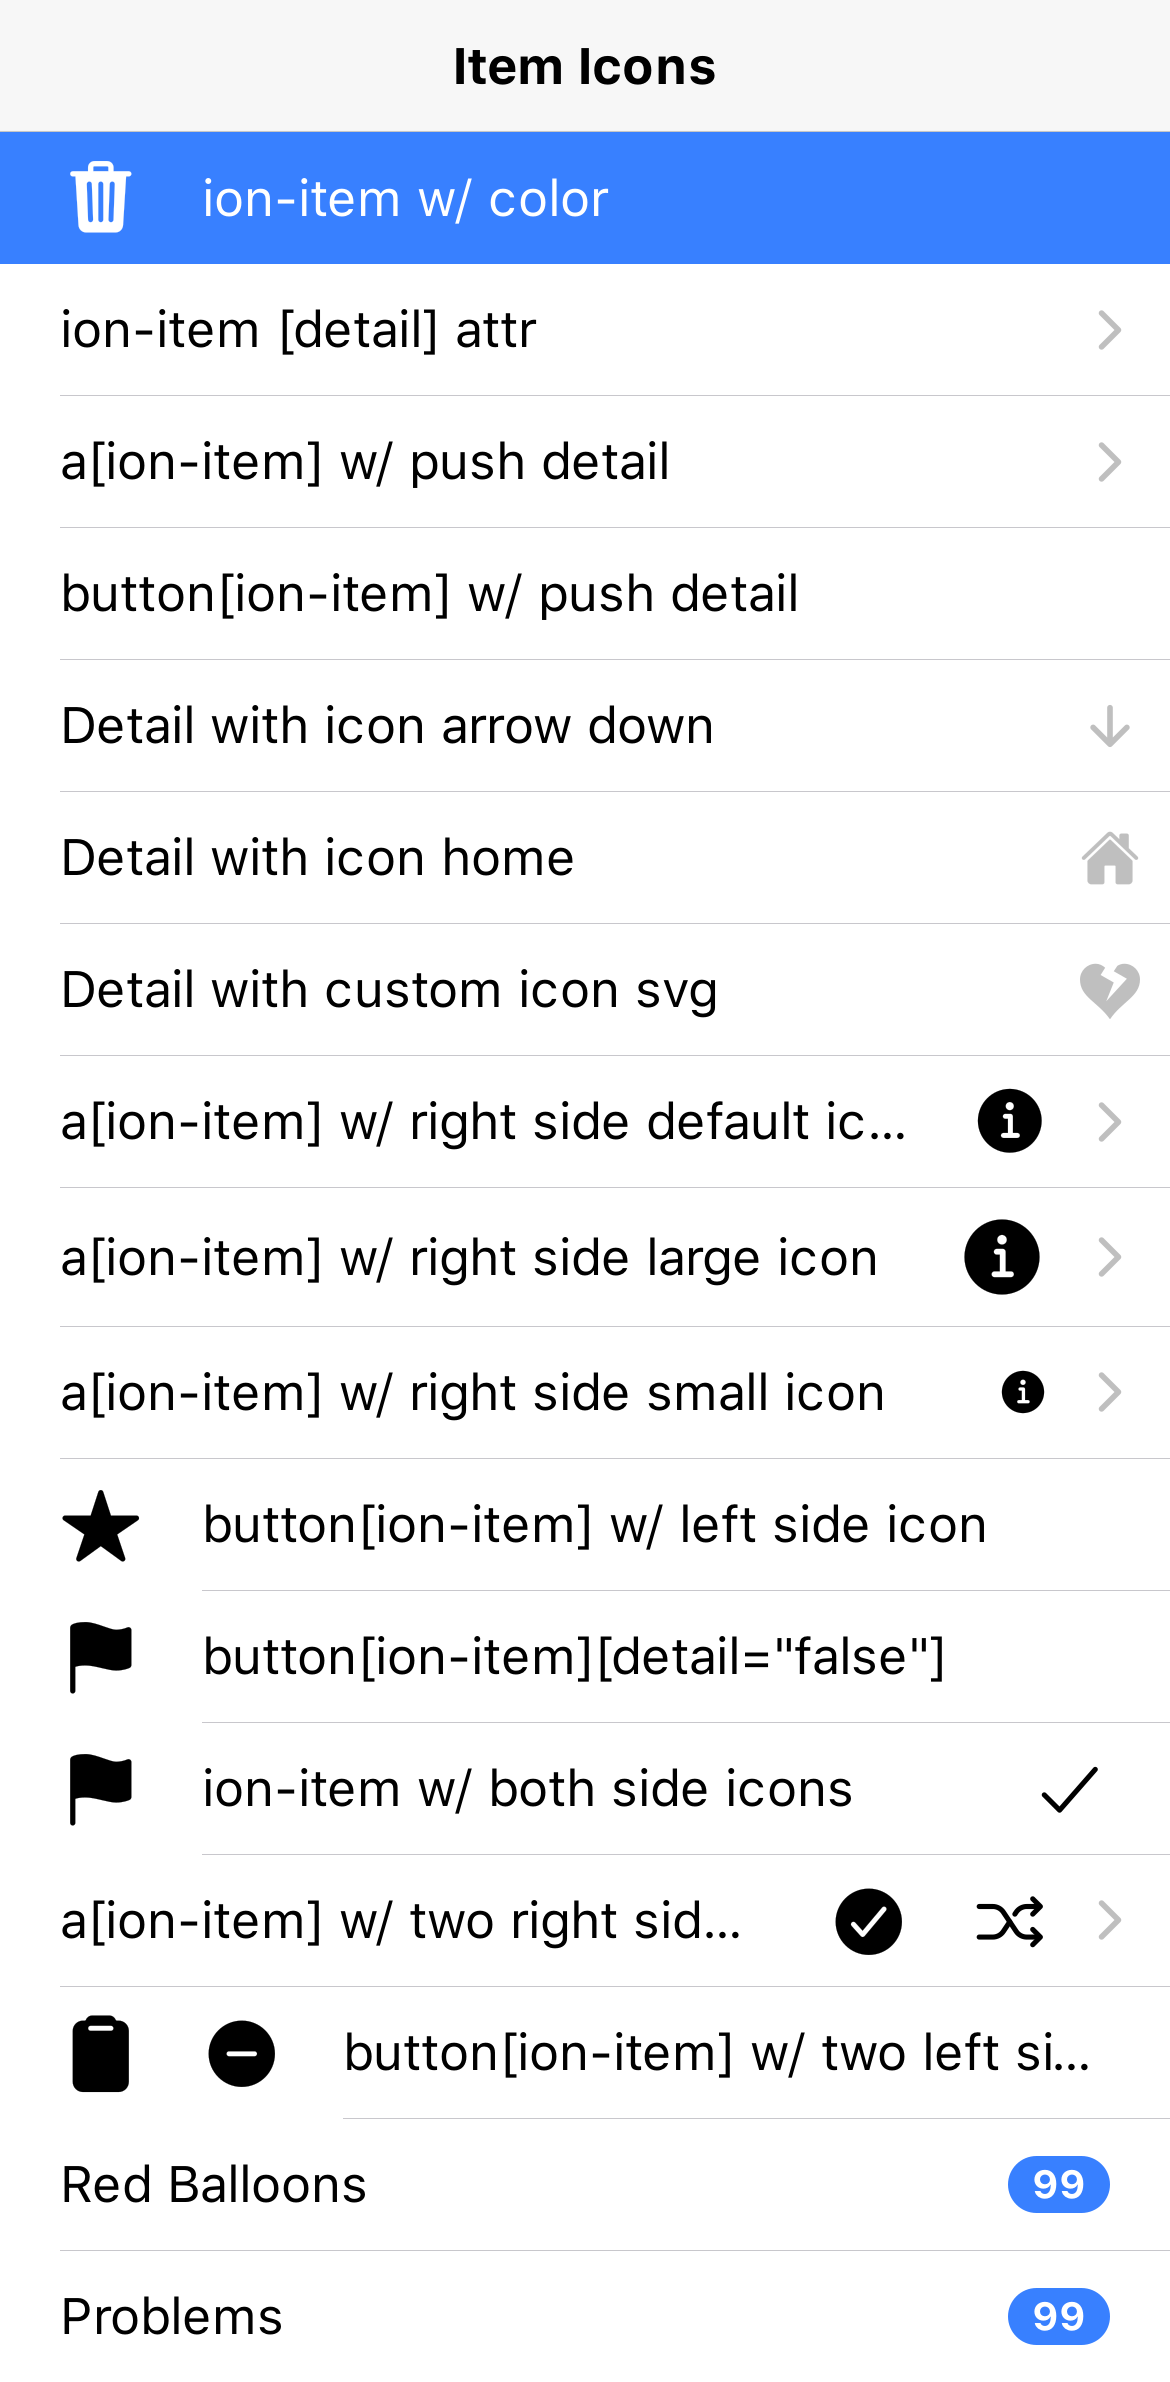 Item Icons
ion-item w/ color
ion-item [detail] attr
a[ion-item] w/ push detail
button[ion-item] w/ push detail
Detail with icon arrow down
Detail with icon home
Detail with custom icon svg
a[ion-item] w/ right side default ic...
a[ion-item] w/ right side large icon
a[ion-item] w/ right side small icon
button[ion-item] w/ left side icon
button[ion-item][detail="false"]
ion-item w/ both side icons
a[ion-item] w/ two right sid...
button[ion-item] w/ two left si...
Red Balloons 99
Problems 99